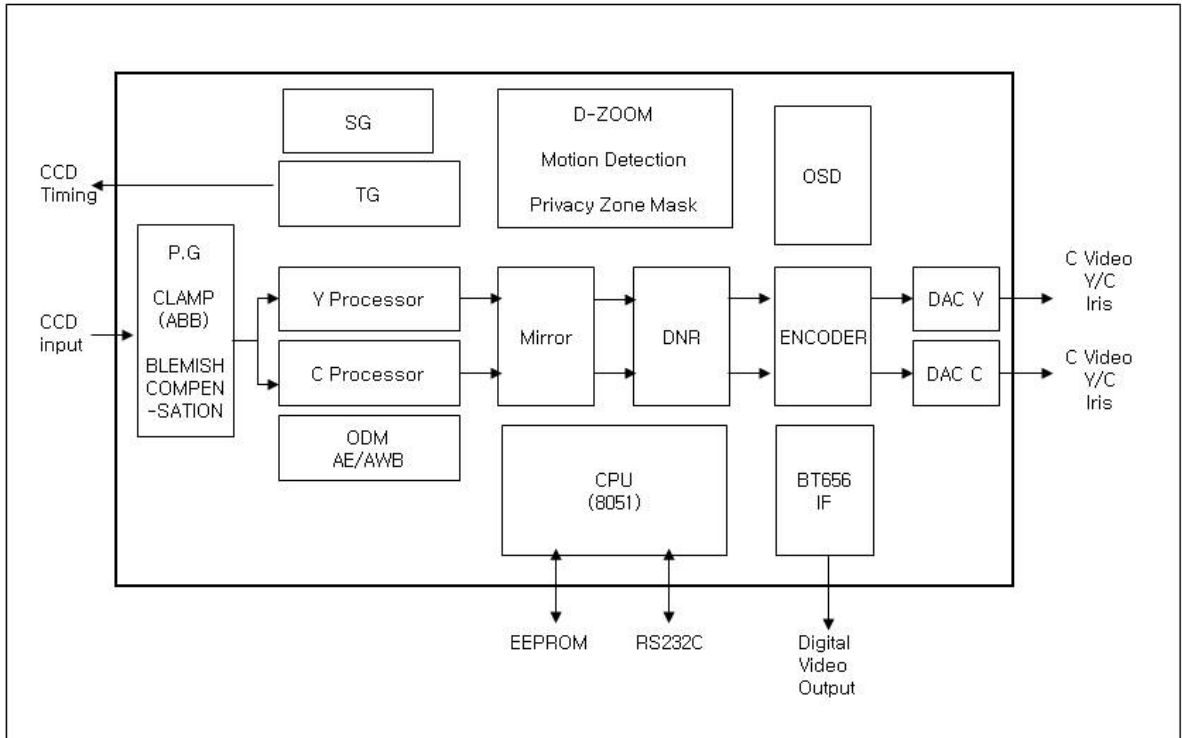 SG
D-ZOOM
Motion Detection
Privacy Zone Mask
OSD
CCD
Timing
TG
P.G
CLAMP
(ABB)
BLEMISH
COMPEN
-SATION
CCD
input
Y Processor
C Processor
Mirror
DNR
ENCODER
DAC Y
DAC C
C Video
Y/C
Iris
C Video
Y/C
Iris
ODM
AE/AWB
CPU
(8051)
BT656
IF
EEPROM
RS232C
Digital
Video
Output